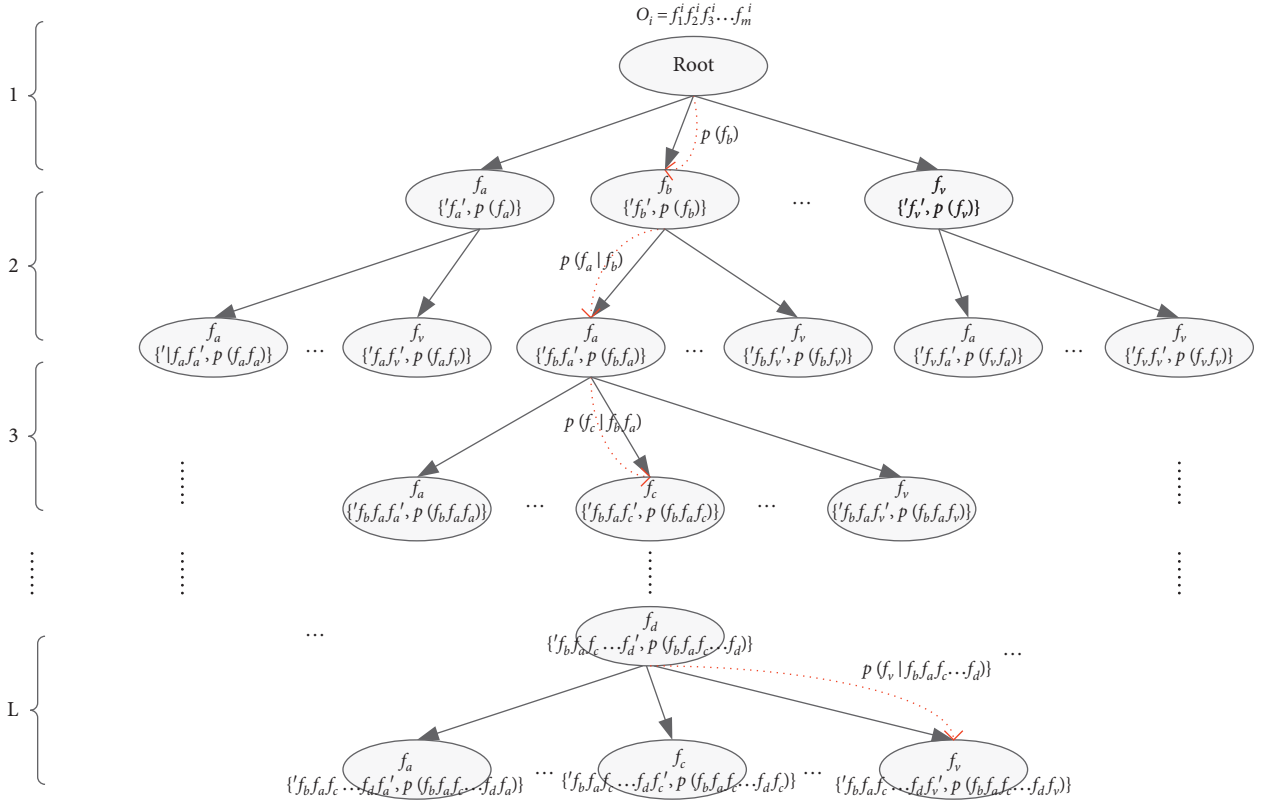 O_i = f_1^i f_2^i f_3^i … f_m^i
Root
1
p (f_b)
f_a
{'f_a', p (f_a)}
f_b
{'f_b', p (f_b)}
…
f_v
{'f_v', p (f_v)}
2
p (f_a | f_b)
f_a
{'|f_a f_a', p (f_a f_a)}
…
f_v
{'f_a f_v', p (f_a f_v)}
f_a
{'f_b f_a', p (f_b f_a)}
…
f_v
{'f_b f_v', p (f_b f_v)}
f_a
{'f_v f_a', p (f_v f_a)}
…
f_v
{'f_v f_v', p (f_v f_v)}
3
p (f_c | f_b f_a)
f_a
{'f_b f_a f_a', p (f_b f_a f_a)}
…
f_c
{'f_b f_a f_c', p (f_b f_a f_c)}
…
f_v
{'f_b f_a f_v', p (f_b f_a f_v)}
…
f_d
{'f_b f_a f_c … f_d', p (f_b f_a f_c … f_d)}
…
L
p (f_v | f_b f_a f_c … f_d)}
f_a
{'f_b f_a f_c … f_d f_a', p (f_b f_a f_c … f_d f_a)}
…
f_c
{'f_b f_a f_c … f_d f_c', p (f_b f_a f_c … f_d f_c)}
…
f_v
{'f_b f_a f_c … f_d f_v', p (f_b f_a f_c … f_d f_v)}